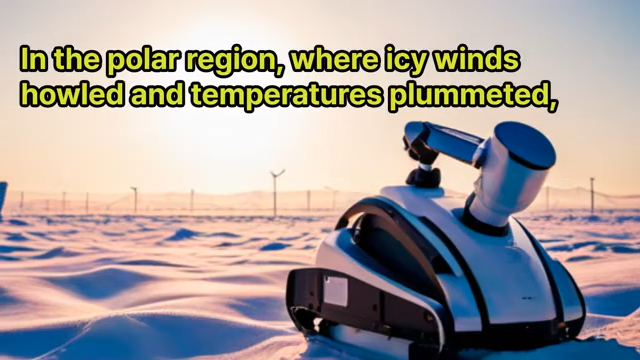 In the polar region, where icy winds
howled and temperatures plummeted,